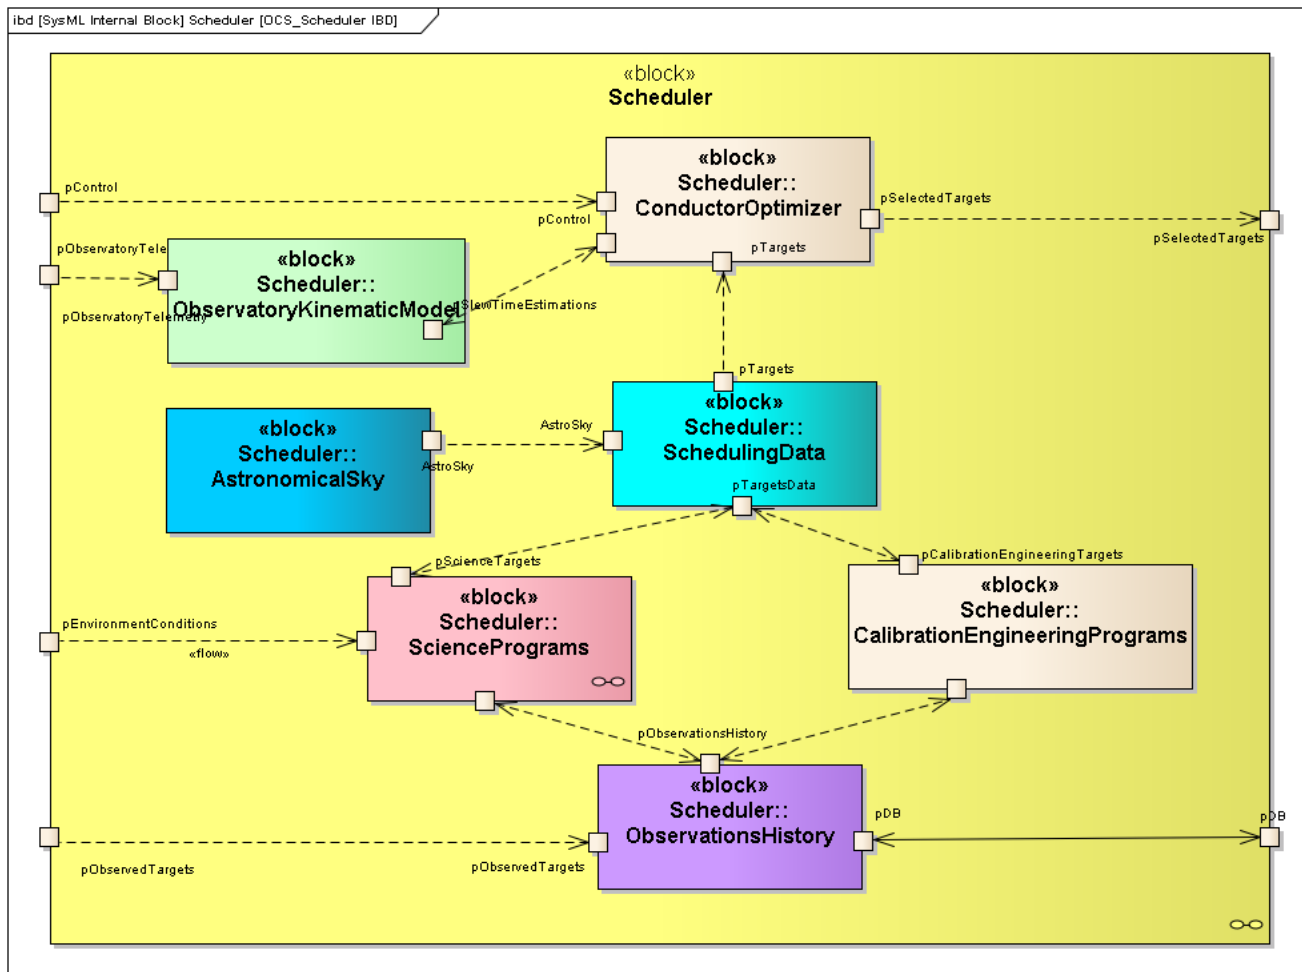 ibd [SysML Internal Block] Scheduler [OCS_Scheduler IBD]
«block»
Scheduler
«block»
Scheduler::
ConductorOptimizer
pControl
pControl
pSelectedTargets
pSelectedTargets
pTargets
pObservatoryTele
pObservatoryTelemetry
«block»
Scheduler::
ObservatoryKinematicModel
pSlewTimeEstimations
pTargets
«block»
Scheduler::
AstronomicalSky
AstroSky
AstroSky
«block»
Scheduler::
SchedulingData
pTargetsData
pScienceTargets
pCalibrationEngineeringTargets
pEnvironmentConditions
«flow»
«block»
Scheduler::
SciencePrograms
«block»
Scheduler::
CalibrationEngineeringPrograms
pObservationsHistory
«block»
Scheduler::
ObservationsHistory
pDB
pDB
pObservedTargets
pObservedTargets